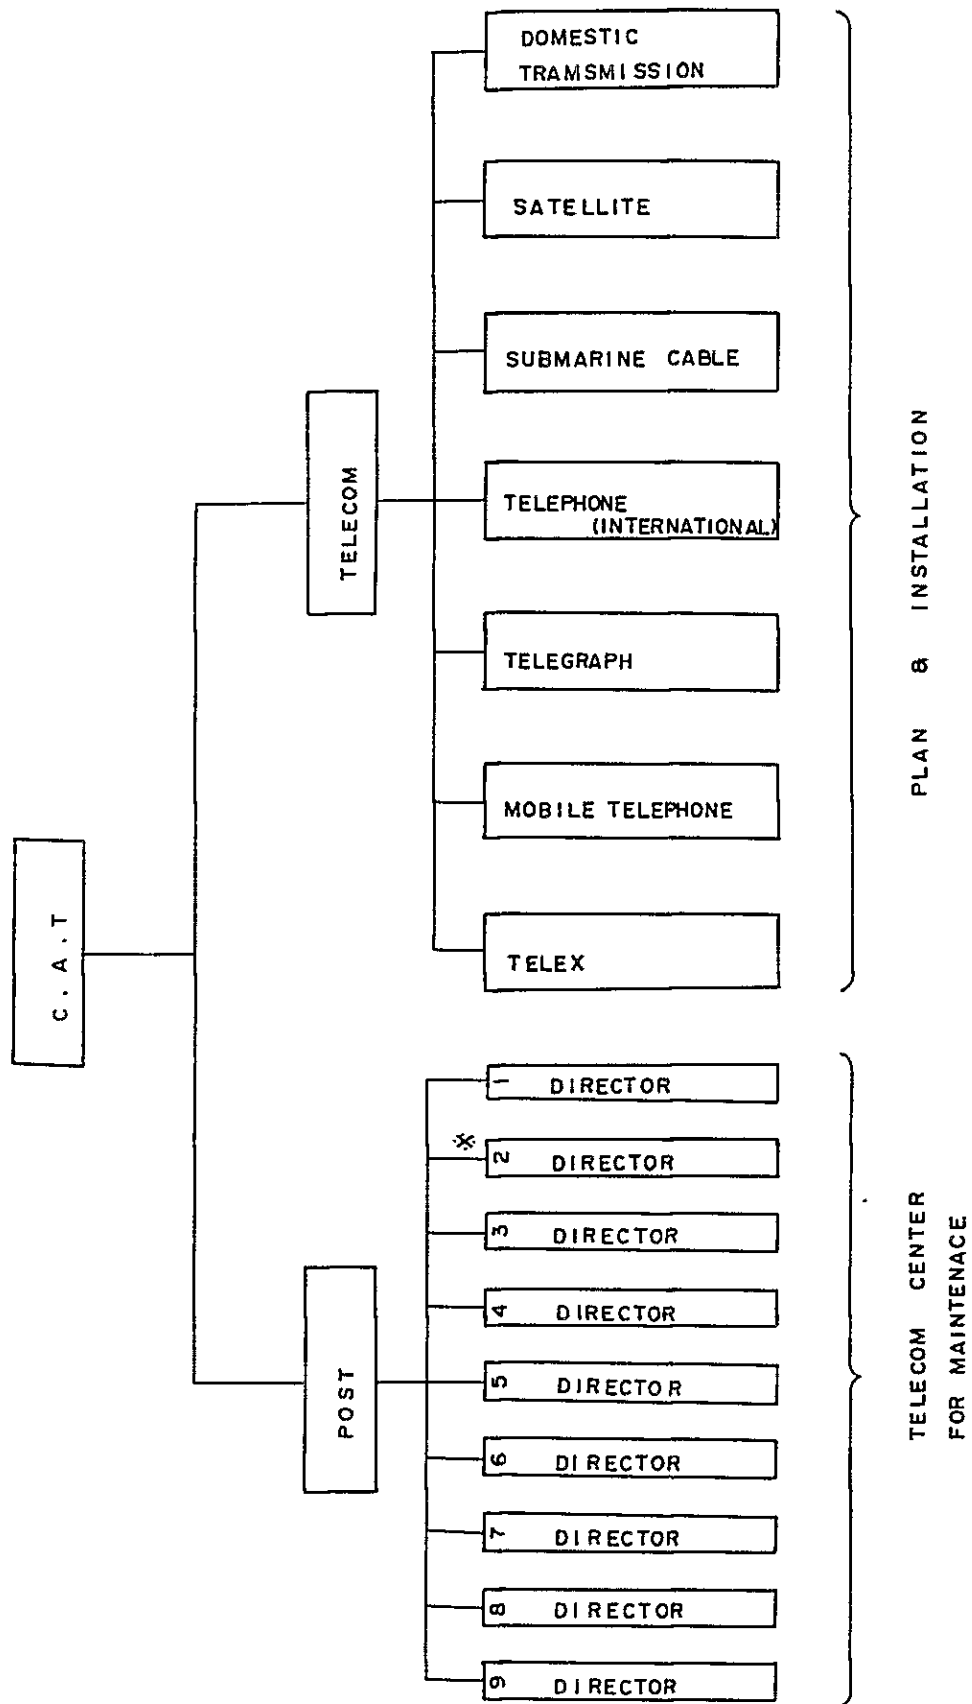 C. A. T
POST
TELECOM
9 DIRECTOR
8 DIRECTOR
7 DIRECTOR
6 DIRECTOR
5 DIRECTOR
4 DIRECTOR
3 DIRECTOR
※
2 DIRECTOR
1 DIRECTOR
TELEX
MOBILE TELEPHONE
TELEGRAPH
TELEPHONE
(INTERNATIONAL)
SUBMARINE CABLE
SATELLITE
DOMESTIC
TRAMSMISSION
TELECOM CENTER
FOR MAINTENACE
PLAN & INSTALLATION